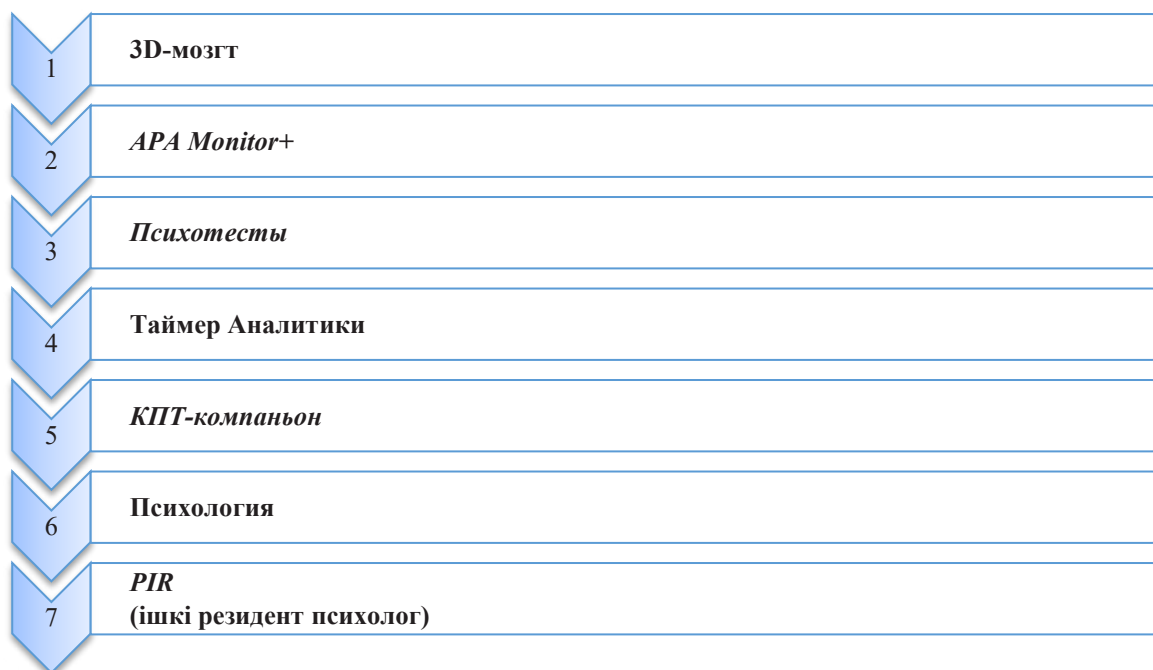 1
3D-мозгт
2
APA Monitor+
3
Психотесты
4
Таймер Аналитики
5
КПТ-компаньон
6
Психология
7
PIR
(ішкі резидент психолог)